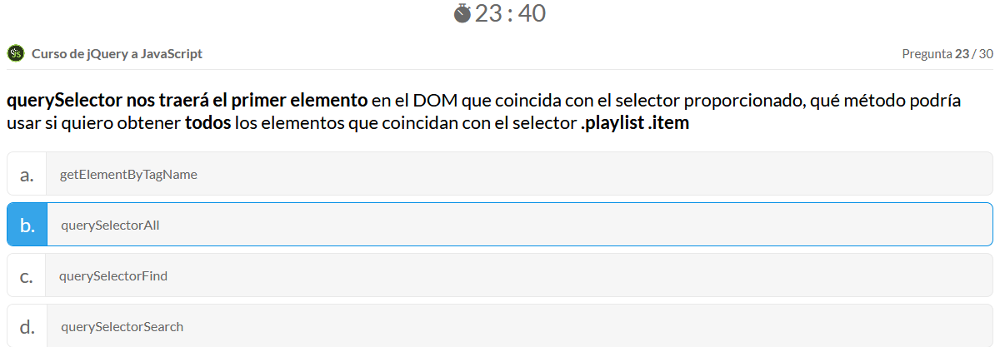 23 : 40
JS Curso de jQuery a JavaScript
Pregunta 23 / 30
querySelector nos traerá el primer elemento en el DOM que coincida con el selector proporcionado, qué método podría
usar si quiero obtener todos los elementos que coincidan con el selector .playlist .item
a. getElementByTagName
b. querySelectorAll
c. querySelectorFind
d. querySelectorSearch